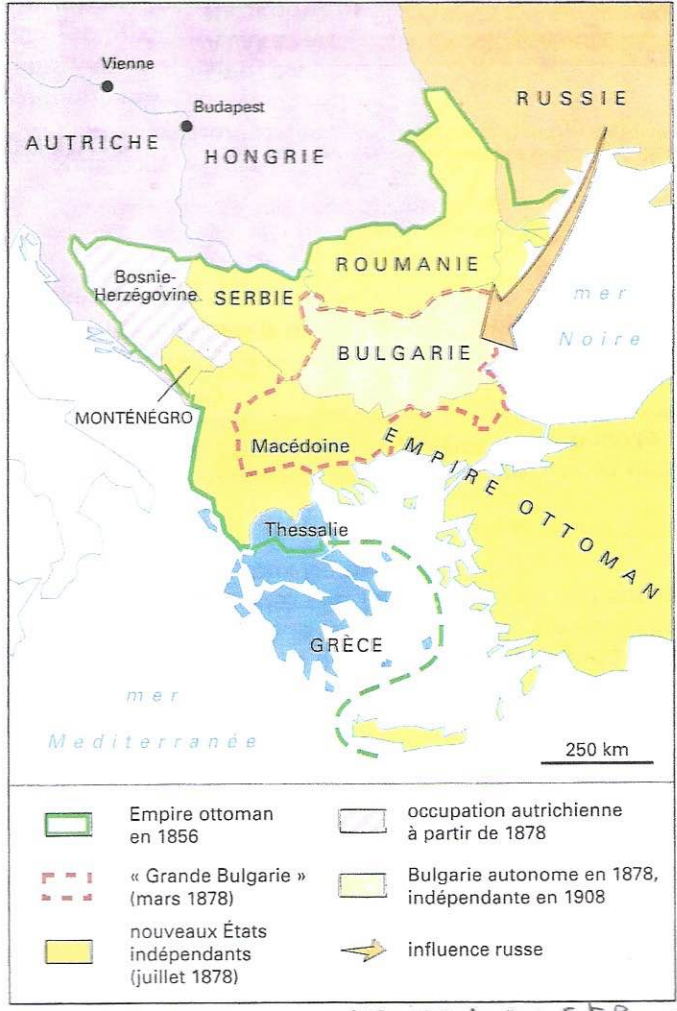 Vienne
Budapest
RUSSIE
AUTRICHE
HONGRIE
ROUMANIE
Bosnie-
Herzégovine
SERBIE
mer
Noire
BULGARIE
MONTÉNÉGRO
Macédoine
EMPIRE OTTOMAN
Thessalie
GRÈCE
mer
Mediterranée
250 km
Empire ottoman
en 1856
« Grande Bulgarie »
(mars 1878)
nouveaux États
indépendants
(juillet 1878)
occupation autrichienne
à partir de 1878
Bulgarie autonome en 1878,
indépendante en 1908
influence russe